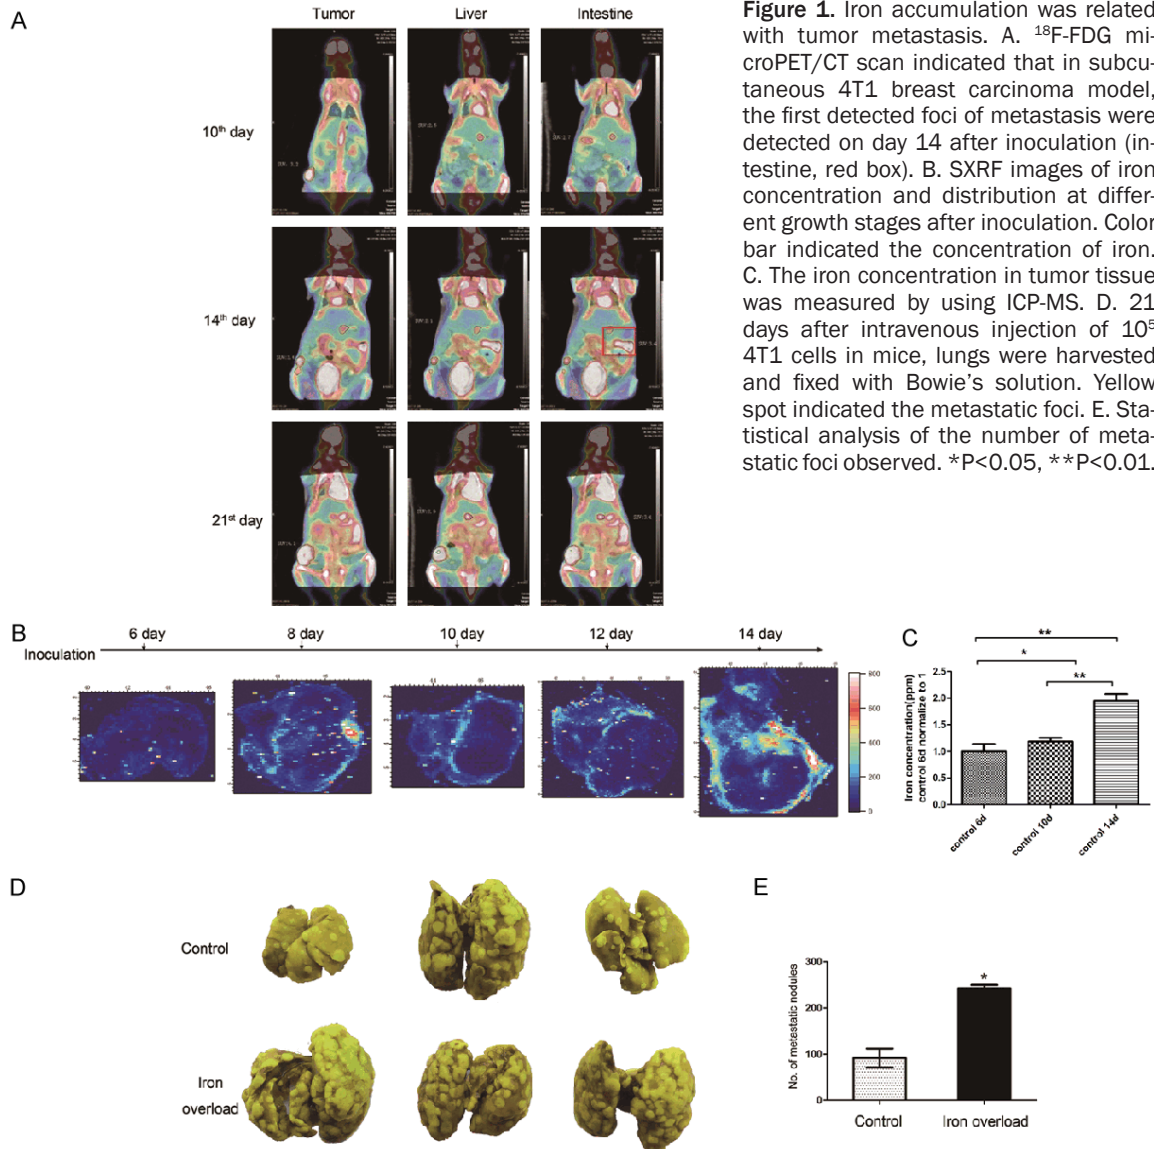 A
Tumor
Liver
Intestine
10th day
14th day
21st day
Figure 1. Iron accumulation was related
with tumor metastasis. A. 18F-FDG mi-
croPET/CT scan indicated that in subcu-
taneous 4T1 breast carcinoma model,
the first detected foci of metastasis were
detected on day 14 after inoculation (in-
testine, red box). B. SXRF images of iron
concentration and distribution at differ-
ent growth stages after inoculation. Color
bar indicated the concentration of iron.
C. The iron concentration in tumor tissue
was measured by using ICP-MS. D. 21
days after intravenous injection of 10⁵
4T1 cells in mice, lungs were harvested
and fixed with Bowie's solution. Yellow
spot indicated the metastatic foci. E. Sta-
tistical analysis of the number of meta-
static foci observed. *P<0.05, **P<0.01.
B
Inoculation
6 day
8 day
10 day
12 day
14 day
800
600
400
200
0
C
**
*
**
Iron concentration(ppm)
control 6d normalize to 1
2.5
2.0
1.5
1.0
0.5
0.0
control 6d
control 10d
control 14d
D
Control
Iron
overload
E
No. of metastatic nodules
300
200
100
0
*
Control
Iron overload